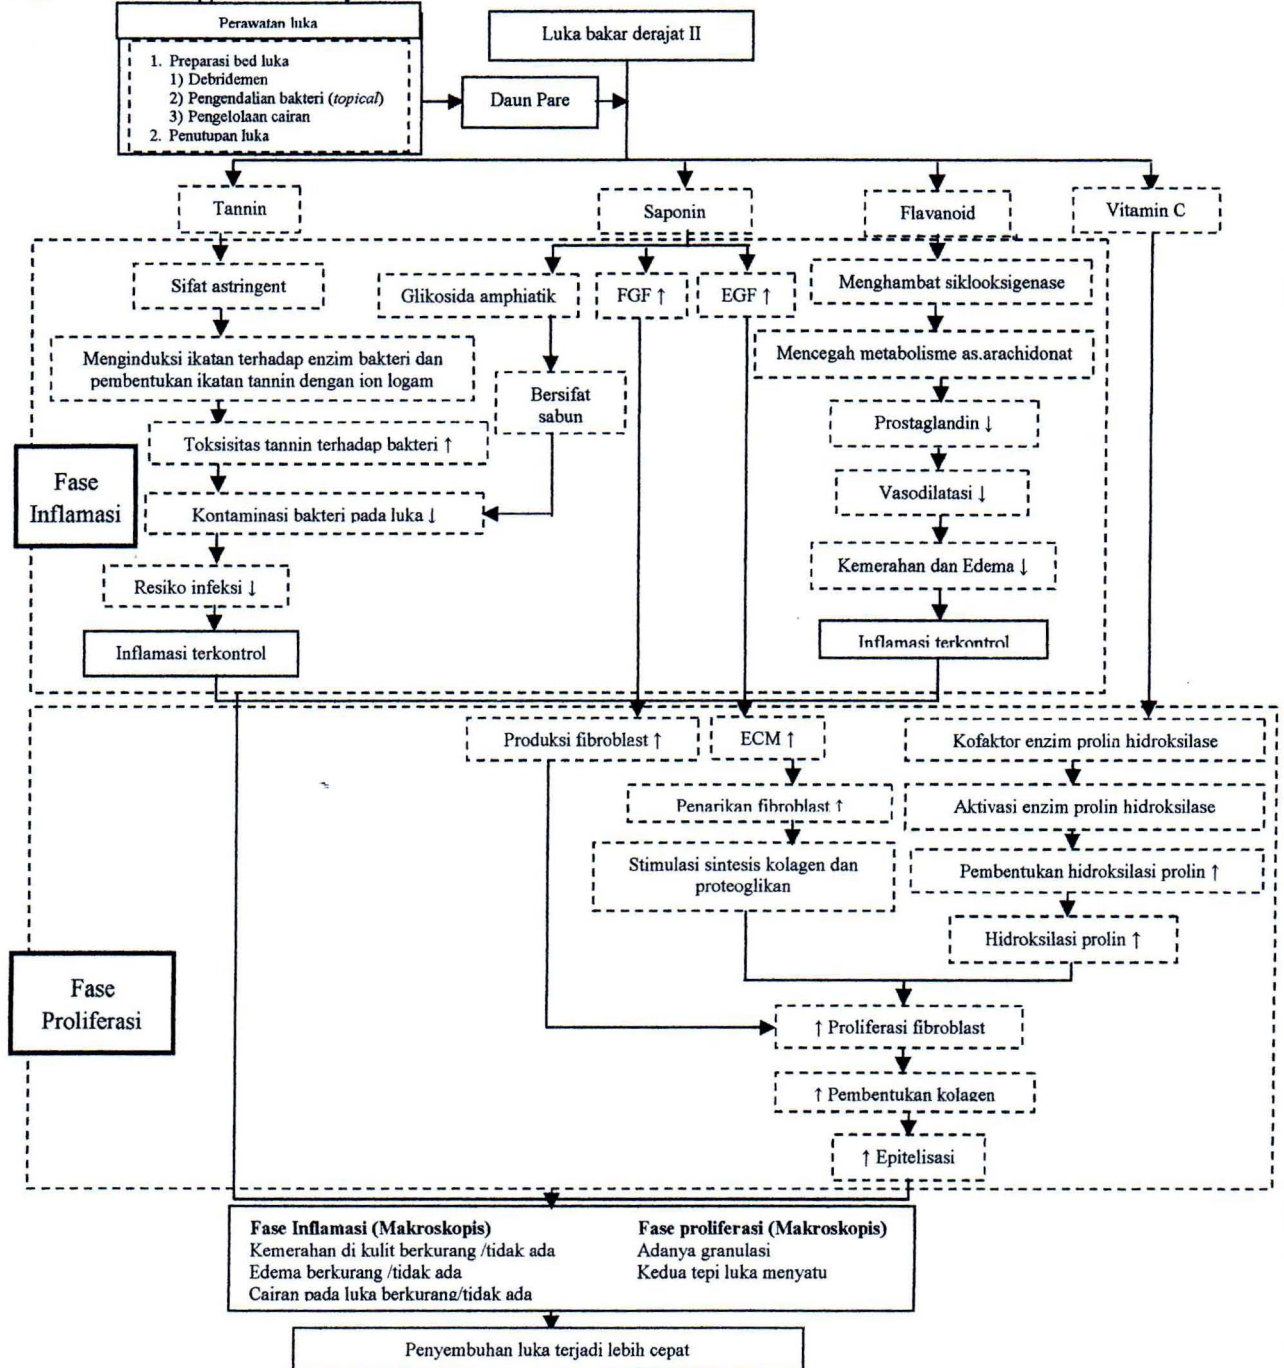 Perawatan luka
1. Preparasi bed luka
1) Debridemen
2) Pengendalian bakteri (topical)
3) Pengelolaan cairan
2. Penutupan luka
Luka bakar derajat II
Daun Pare
Tannin
Saponin
Flavanoid
Vitamin C
Sifat astringent
Glikosida amphiatik
FGF ↑
EGF ↑
Menghambat siklooksigenase
Menginduksi ikatan terhadap enzim bakteri dan
pembentukan ikatan tannin dengan ion logam
Mencegah metabolisme as.arachidonat
Bersifat
sabun
Prostaglandin ↓
Toksisitas tannin terhadap bakteri ↑
Fase
Inflamasi
Vasodilatasi ↓
Kontaminasi bakteri pada luka ↓
Kemerahan dan Edema ↓
Resiko infeksi ↓
Inflamasi terkontrol
Inflamasi terkontrol
Produksi fibroblast ↑
ECM ↑
Kofaktor enzim prolin hidroksilase
Penarikan fibroblast ↑
Aktivasi enzim prolin hidroksilase
Stimulasi sintesis kolagen dan
proteoglikan
Pembentukan hidroksilasi prolin ↑
Hidroksilasi prolin ↑
Fase
Proliferasi
↑ Proliferasi fibroblast
↑ Pembentukan kolagen
↑ Epitelisasi
Fase Inflamasi (Makroskopis)
Kemerahan di kulit berkurang /tidak ada
Edema berkurang /tidak ada
Cairan pada luka berkurang/tidak ada
Fase proliferasi (Makroskopis)
Adanya granulasi
Kedua tepi luka menyatu
Penyembuhan luka terjadi lebih cepat